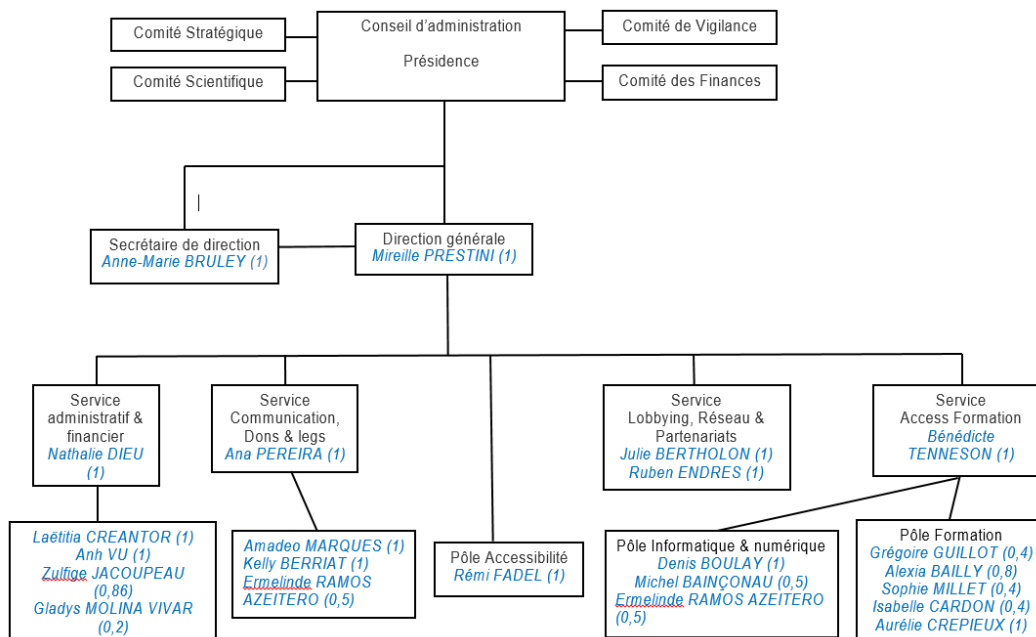 Comité Stratégique
Conseil d'administration
Présidence
Comité de Vigilance
Comité Scientifique
Comité des Finances
Secrétaire de direction
Anne-Marie BRULEY (1)
Direction générale
Mireille PRESTINI (1)
Service
administratif &
financier
Nathalie DIEU
(1)
Service
Communication,
Dons & legs
Ana PEREIRA (1)
Service
Lobbying, Réseau &
Partenariats
Julie BERTHOLON (1)
Ruben ENDRES (1)
Service
Access Formation
Bénédicte
TENNESON (1)
Laëtitia CREANTOR (1)
Anh VU (1)
Zulfige JACOUPEAU
(0,86)
Gladys MOLINA VIVAR
(0,2)
Amadeo MARQUES (1)
Kelly BERRIAT (1)
Ermelinde RAMOS
AZEITERO (0,5)
Pôle Accessibilité
Rémi FADEL (1)
Pôle Informatique & numérique
Denis BOULAY (1)
Michel BAINÇONAU (0,5)
Ermelinde RAMOS AZEITERO
(0,5)
Pôle Formation
Grégoire GUILLOT (0,4)
Alexia BAILLY (0,8)
Sophie MILLET (0,4)
Isabelle CARDON (0,4)
Aurélie CREPIEUX (1)